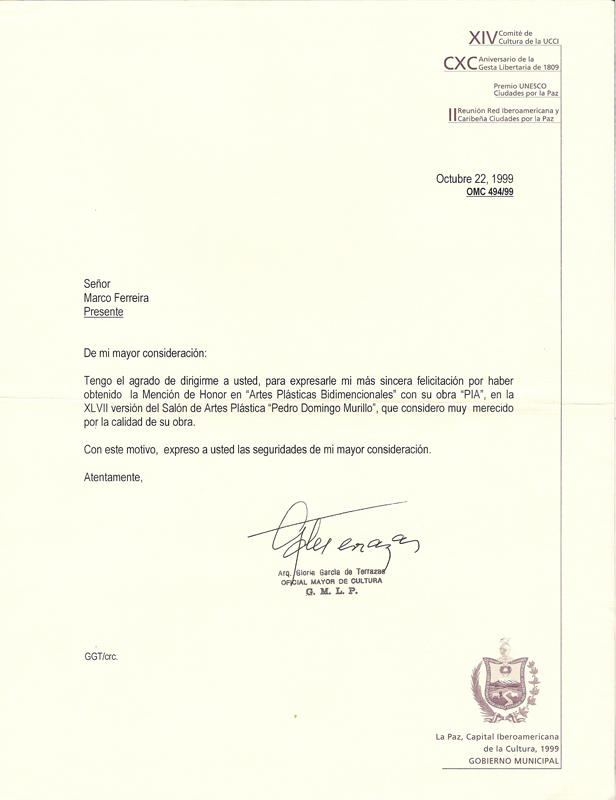 XIV Comité de
Cultura de la UCCI
CXC Aniversario de la
Gesta Libertaria de 1809
Premio UNESCO
Ciudades por la Paz
II Reunión Red Iberoamericana y
Caribeña Ciudades por la Paz
Octubre 22, 1999
OMC 494/99
Señor
Marco Ferreira
Presente
De mi mayor consideración:
Tengo el agrado de dirigirme a usted, para expresarle mi más sincera felicitación por haber
obtenido la Mención de Honor en “Artes Plásticas Bidimencionales” con su obra “PIA”, en la
XLVII versión del Salón de Artes Plástica “Pedro Domingo Murillo”, que considero muy merecido
por la calidad de su obra.
Con este motivo, expreso a usted las seguridades de mi mayor consideración.
Atentamente,
Arq. Gloria García de Terrazas
OFICIAL MAYOR DE CULTURA
G. M. L. P.
GGT/crc.
La Paz, Capital Iberoamericana
de la Cultura, 1999
GOBIERNO MUNICIPAL